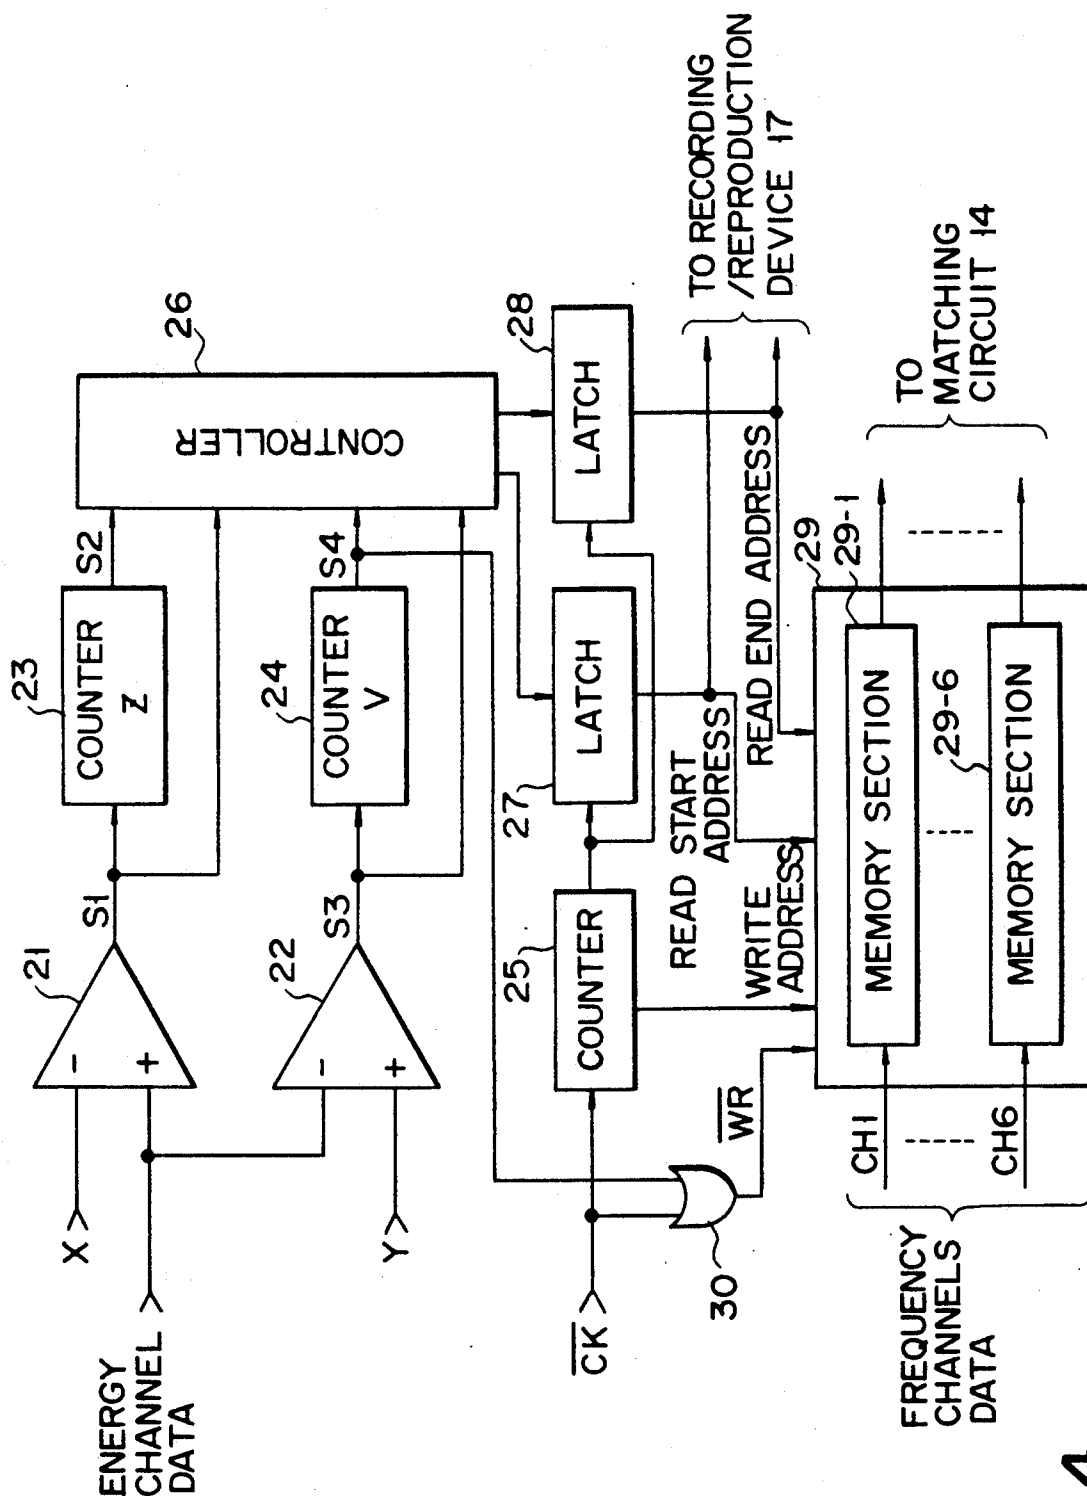 ENERGY
CHANNEL
DATA
X
Y
21
22
-
+
-
+
S1
S3
23
COUNTER
Z
24
COUNTER
V
S2
S4
26
CONTROLLER
CK
25
COUNTER
27
LATCH
28
LATCH
30
WR
READ START
ADDRESS
READ END ADDRESS
WRITE
ADDRESS
TO RECORDING
/REPRODUCTION
DEVICE 17
FREQUENCY
CHANNELS
DATA
CH1
CH6
29
29-1
MEMORY SECTION
29-6
MEMORY SECTION
TO
MATCHING
CIRCUIT 14